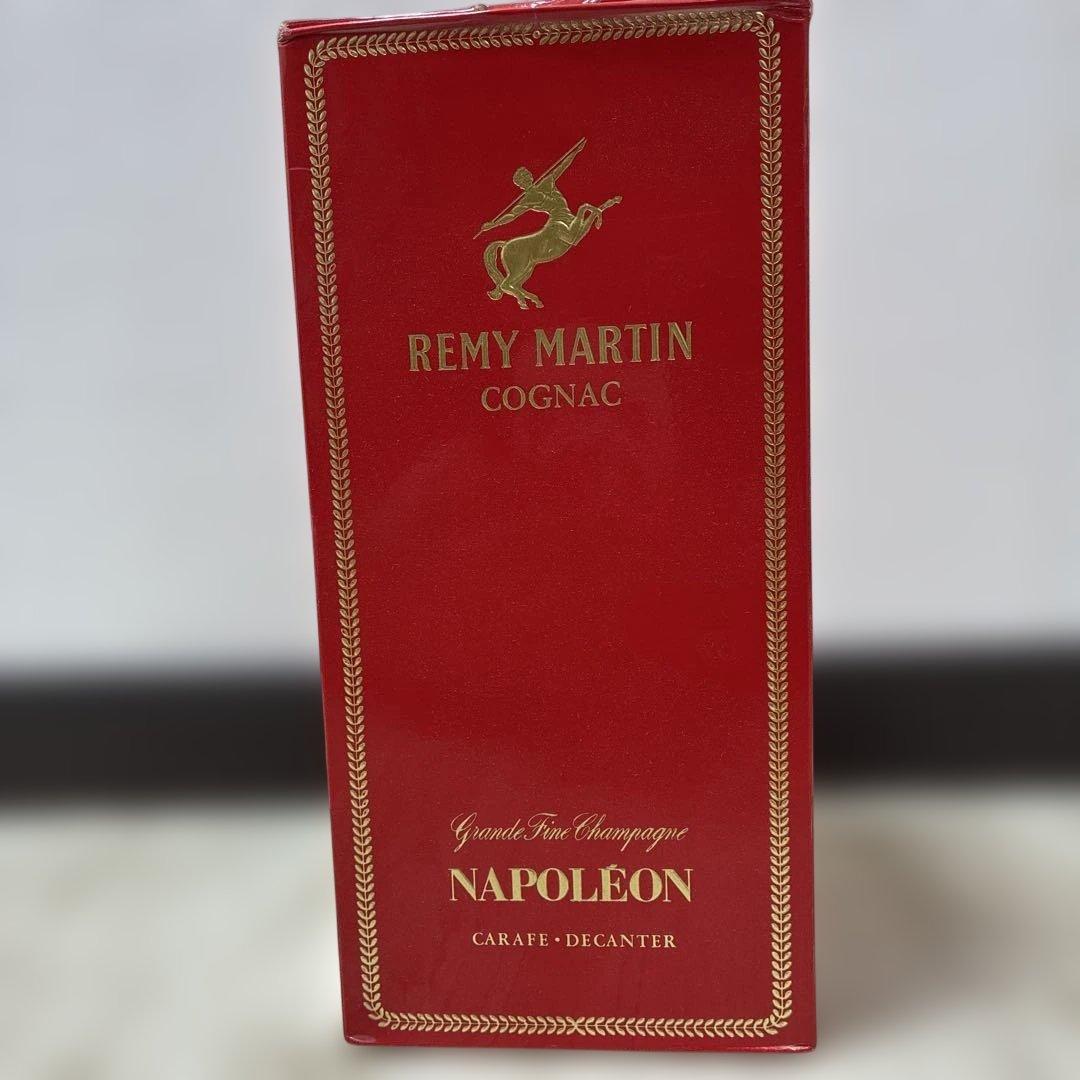 REMY MARTIN
COGNAC
Grande Fine Champagne
NAPOLÉON
CARAFE • DECANTER